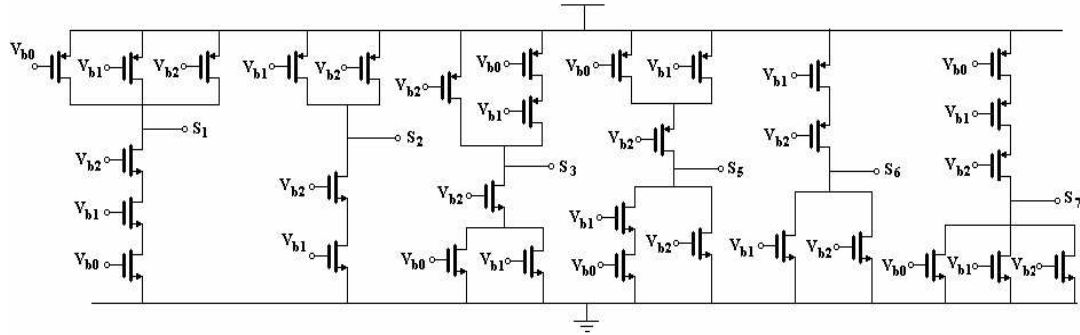 Vb0 Vb1 Vb2 Vb1 Vb2 Vb2 Vb0 Vb0 Vb1 Vb1 Vb0
Vb1 Vb1
S1 S2 Vb2 Vb2
Vb2 S3 S5 S6 Vb2
Vb2 Vb2 S7
Vb1 Vb1
Vb1 Vb2 Vb1 Vb2
Vb0 Vb0 Vb1 Vb0 Vb0 Vb1 Vb2